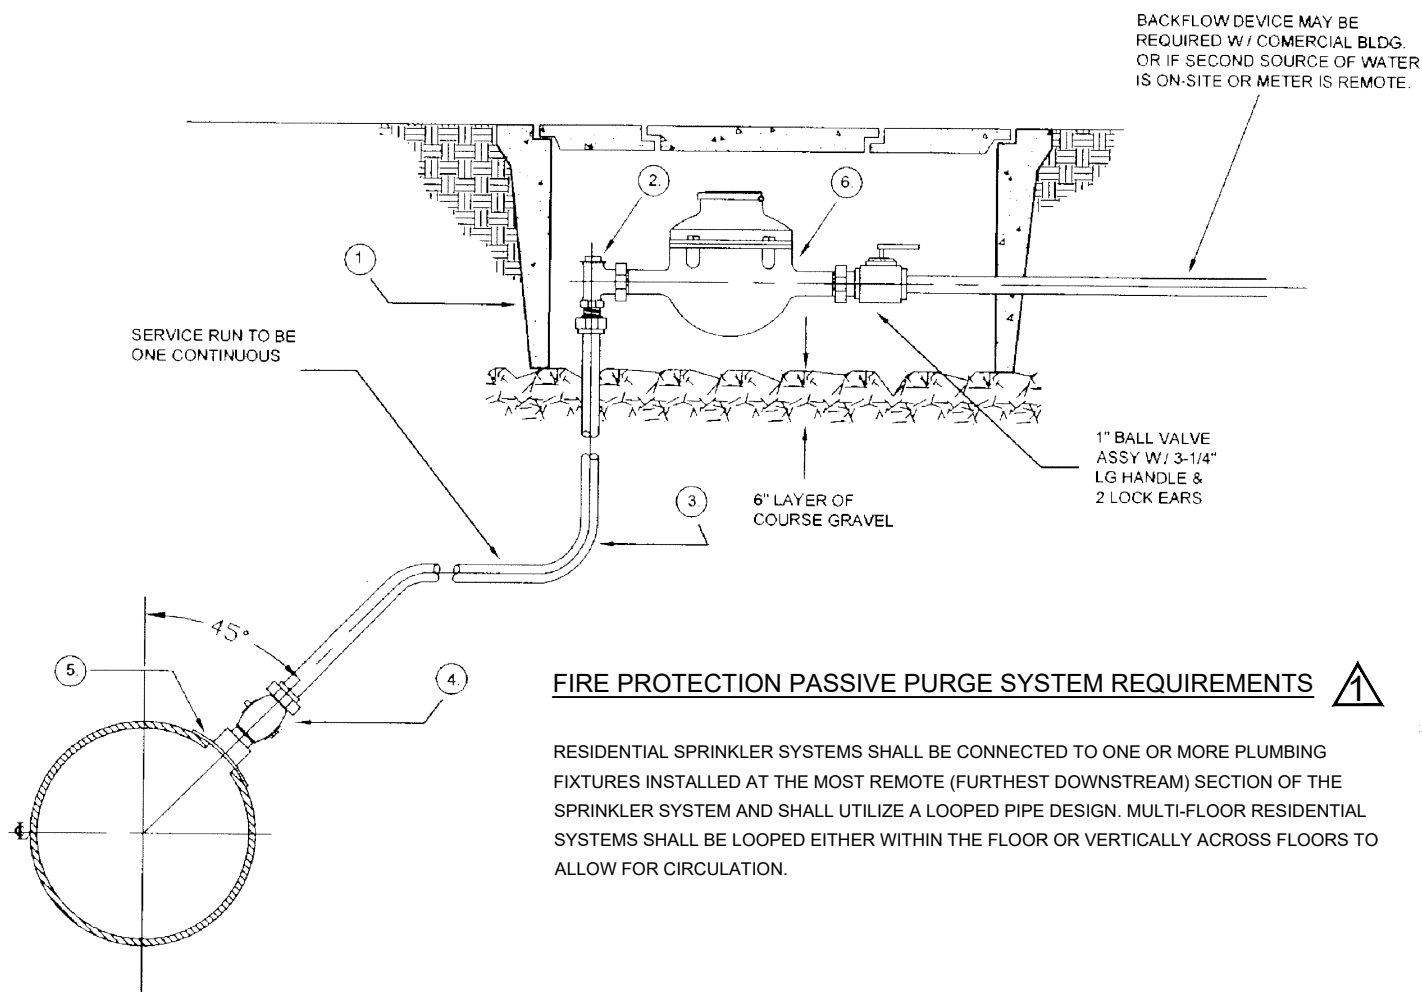 BACKFLOW DEVICE MAY BE
REQUIRED W/ COMERCIAL BLDG.
OR IF SECOND SOURCE OF WATER
IS ON-SITE OR METER IS REMOTE.
2.
6.
1
SERVICE RUN TO BE
ONE CONTINUOUS
1" BALL VALVE
ASSY W/ 3-1/4"
LG HANDLE &
2 LOCK EARS
3.
6" LAYER OF
COURSE GRAVEL
45°
5.
4.
FIRE PROTECTION PASSIVE PURGE SYSTEM REQUIREMENTS 1
RESIDENTIAL SPRINKLER SYSTEMS SHALL BE CONNECTED TO ONE OR MORE PLUMBING
FIXTURES INSTALLED AT THE MOST REMOTE (FURTHEST DOWNSTREAM) SECTION OF THE
SPRINKLER SYSTEM AND SHALL UTILIZE A LOOPED PIPE DESIGN. MULTI-FLOOR RESIDENTIAL
SYSTEMS SHALL BE LOOPED EITHER WITHIN THE FLOOR OR VERTICALLY ACROSS FLOORS TO
ALLOW FOR CIRCULATION.